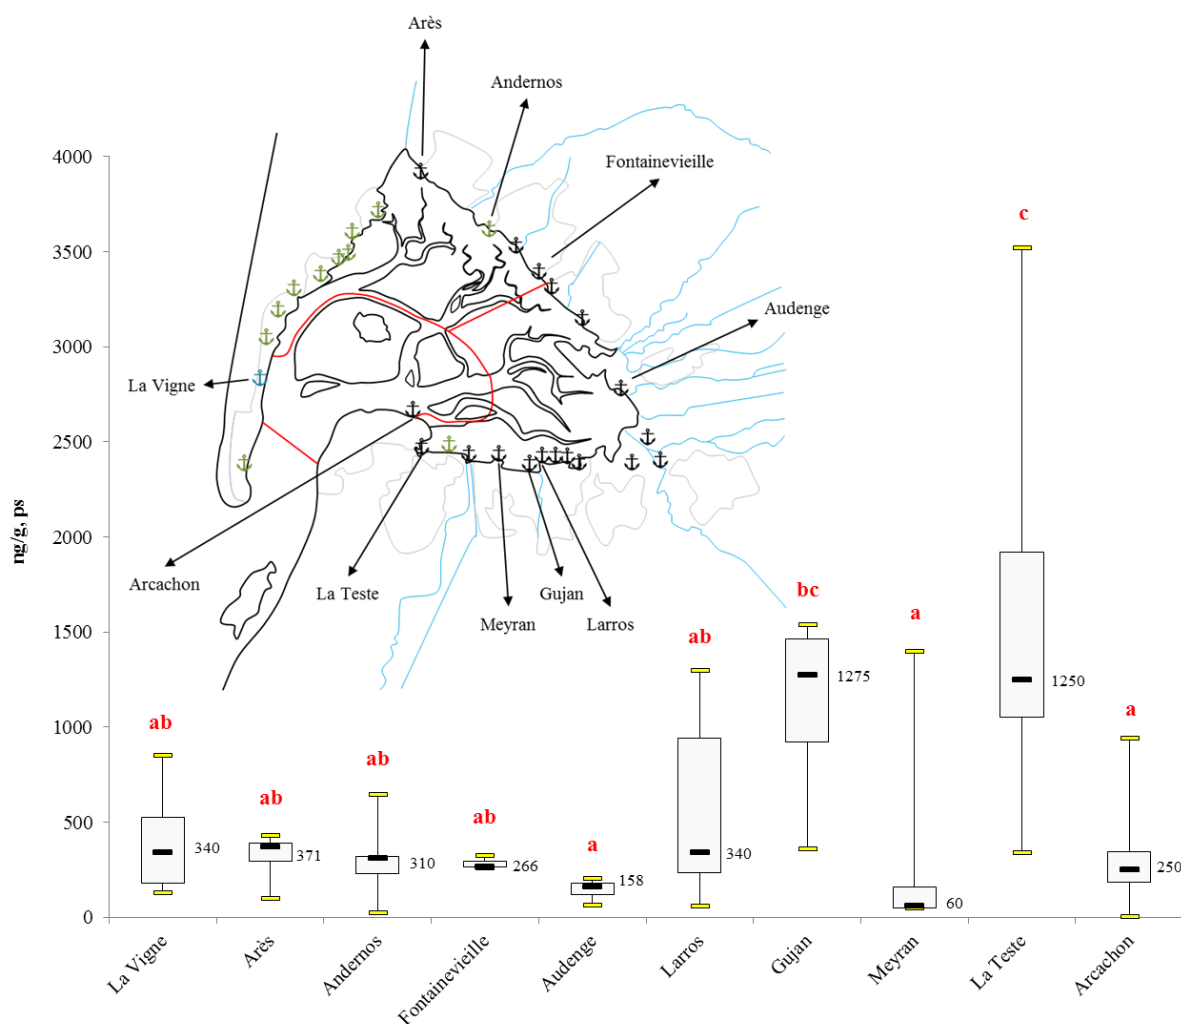 Arès
Andernos
Fontainevieille
Audenge
La Vigne
Arcachon
La Teste
Meyran
Gujan
Larros
ng/g, ps
4000
3500
3000
2500
2000
1500
1000
500
0
ab
340
ab
371
ab
310
ab
266
a
158
ab
340
bc
1275
a
60
c
1250
a
250
La Vigne
Arès
Andernos
Fontainevieille
Audenge
Larros
Gujan
Meyran
La Teste
Arcachon